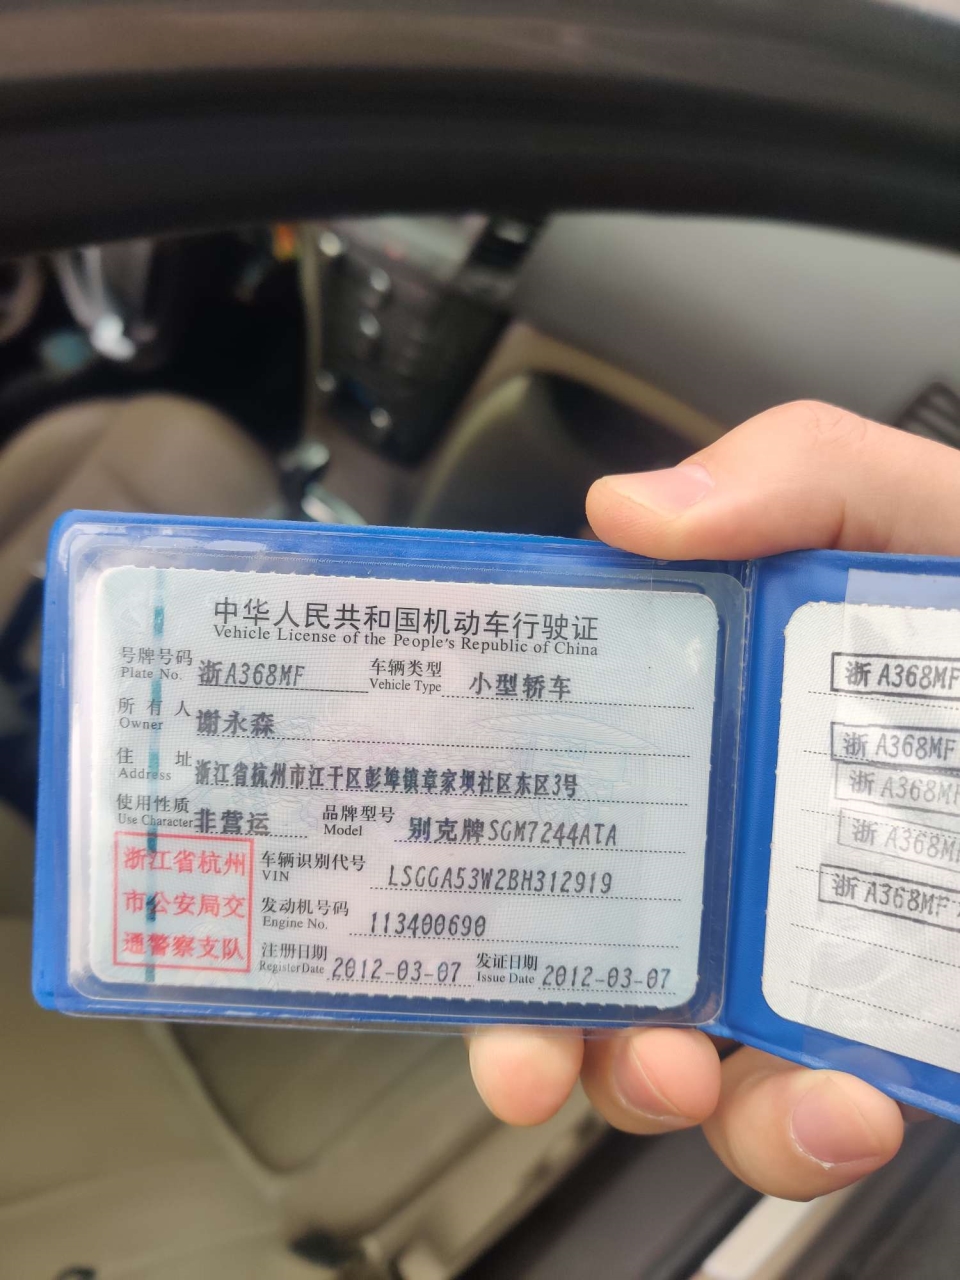 中华人民共和国机动车行驶证
Vehicle License of the People's Republic of China
号牌号码 浙A368MF 车辆类型 小型轿车
Plate No. Vehicle Type
所有人 谢永森
Owner
住址 浙江省杭州市江干区彭埠镇章家坝社区东区3号
Address
使用性质 非营运 品牌型号 别克牌SGM7244ATA
Use Character Model
浙江省杭州
市公安局交
通警察支队
车辆识别代号 LSGGA53W2BH312919
VIN
发动机号码 113400690
Engine No.
注册日期 2012-03-07 发证日期 2012-03-07
Register Date Issue Date
浙A368MF
浙A368MF
浙A368M
浙A368M
浙A368MF